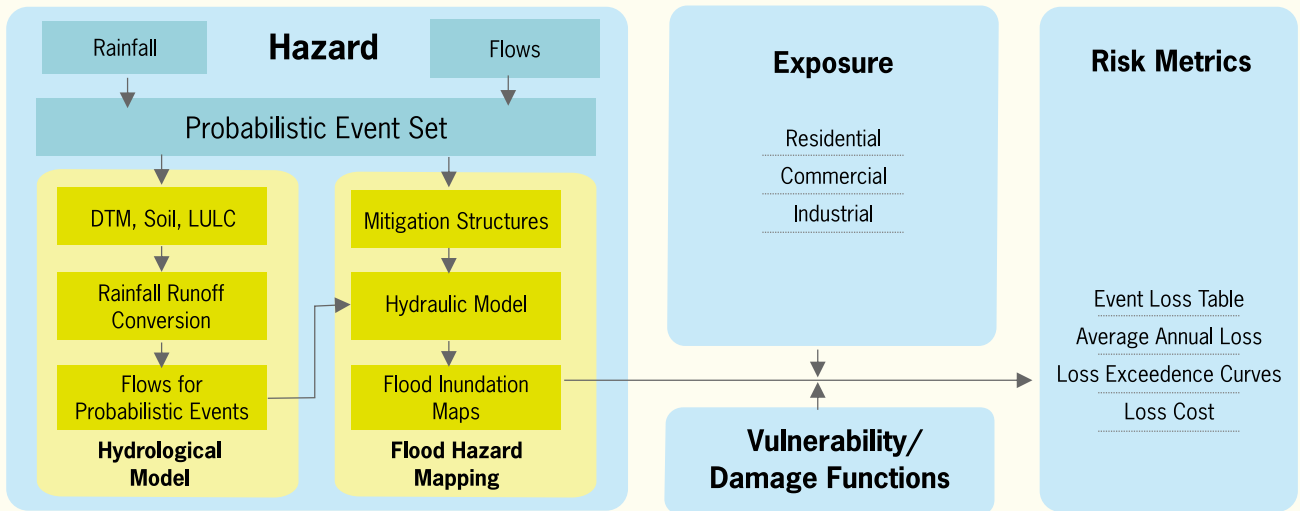 Hazard
Rainfall
Flows
Probabilistic Event Set
DTM, Soil, LULC
Rainfall Runoff
Conversion
Flows for
Probabilistic Events
Hydrological
Model
Mitigation Structures
Hydraulic Model
Flood Inundation
Maps
Flood Hazard
Mapping
Exposure
Residential
Commercial
Industrial
Vulnerability/
Damage Functions
Risk Metrics
Event Loss Table
Average Annual Loss
Loss Exceedence Curves
Loss Cost